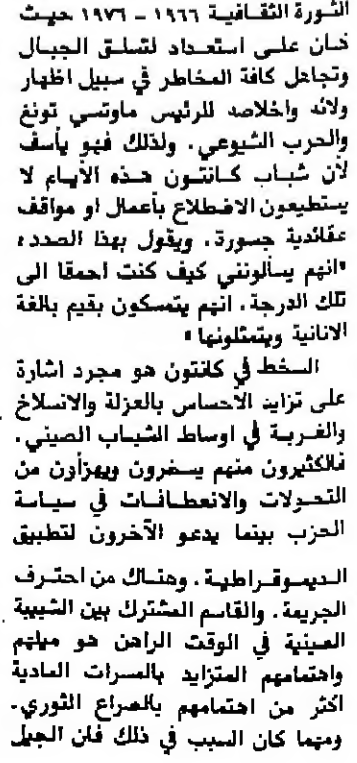 الثورة الثقافية ١٩٦٦ - ١٩٧٦ حيث
كان على استعداد لتسلق الجبال
وتجاهل كافة المخاطر في سبيل اظهار
ولائه واخلاصه للرئيس ماوتسي تونغ
والحزب الشيوعي. ولذلك فهو يأسف
لأن شباب كانتون هذه الأيام لا
يستطيعون الاضطلاع بأعمال او مواقف
عقائدية جسورة. ويقول بهذا الصدد:
"انهم يسألونني كيف كنت احمقا الى
تلك الدرجة. انهم يتمسكون بقيم بالغة
الانانية ويتمثلونها"
السخط في كانتون هو مجرد اشارة
على تزايد الأحساس بالعزلة والانسلاخ
والغربة في اوساط الشباب الصيني.
فالكثيرون منهم يسخرون ويهزأون من
التحولات والانعطافات في سياسة
الحزب بينما يدعو الآخرون لتطبيق
الديموقراطية. وهناك من احترف
الجريمة. والقاسم المشترك بين الشبيبة
الصينية في الوقت الراهن هو ميلهم
واهتمامهم المتزايد بالمسرات المادية
اكثر من اهتمامهم بالصراع الثوري.
ومهما كان السبب في ذلك فان الجيل